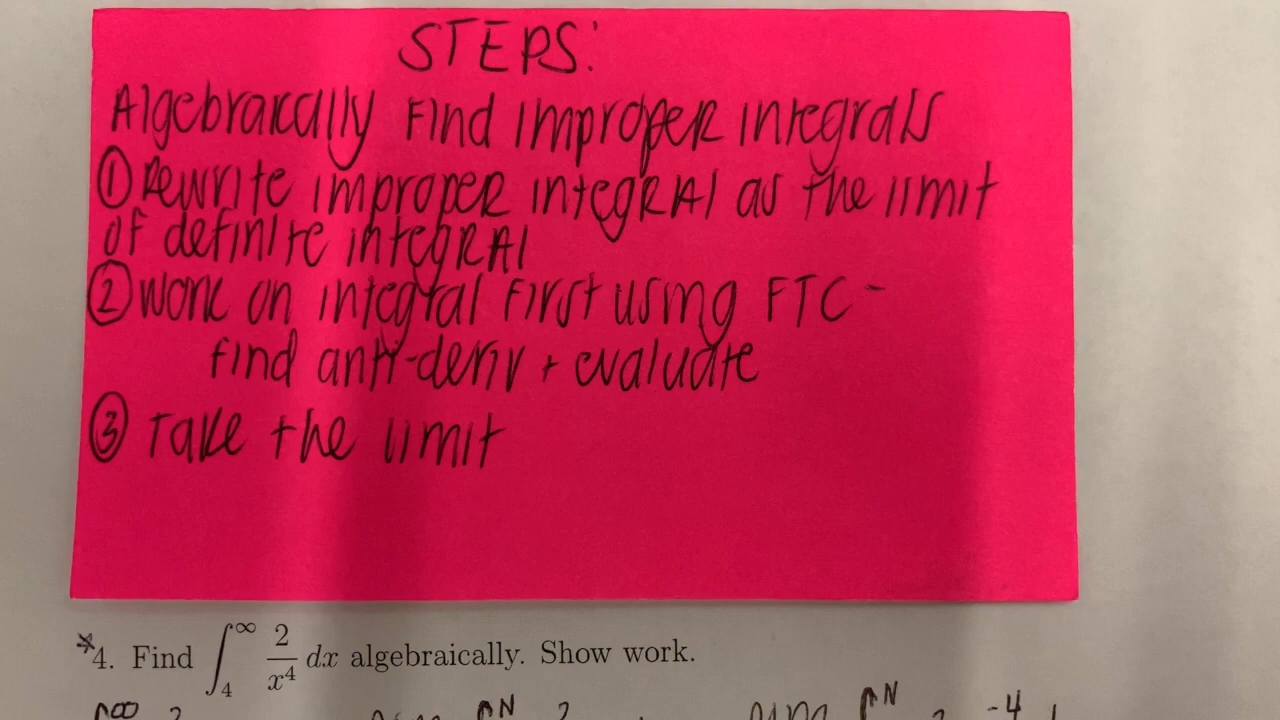 STEPS:
Algebraically Find Improper integrals
① Rewrite improper integral as the limit
of definite integral
② Work on integral first using FTC -
find anti-deriv + evaluate
③ Take the limit
*4. Find ∫₄^∞ 2/x⁴ dx algebraically. Show work.